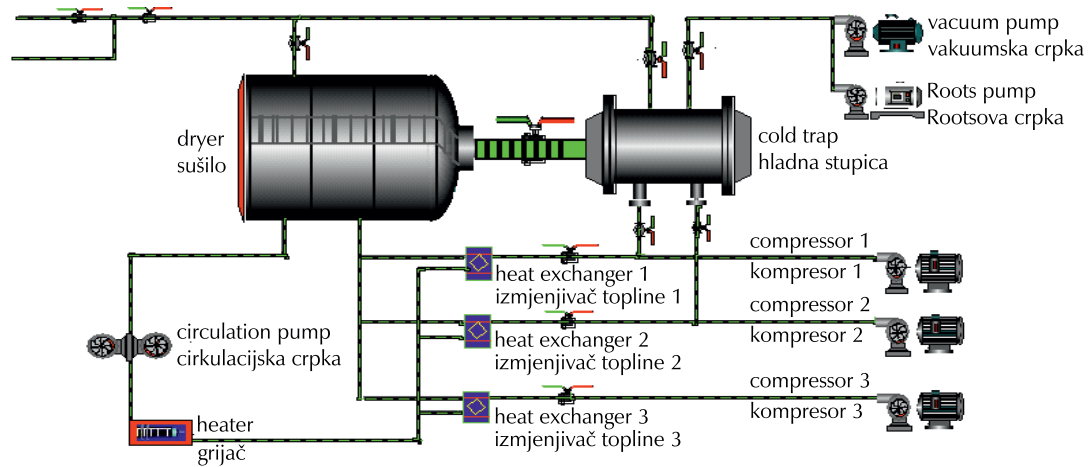 vacuum pump
vakuumska crpka
Roots pump
Rootsova crpka
dryer
sušilo
cold trap
hladna stupica
compressor 1
kompresor 1
heat exchanger 1
izmjenjivač topline 1
compressor 2
kompresor 2
heat exchanger 2
izmjenjivač topline 2
circulation pump
cirkulacijska crpka
compressor 3
kompresor 3
heat exchanger 3
izmjenjivač topline 3
heater
grijač